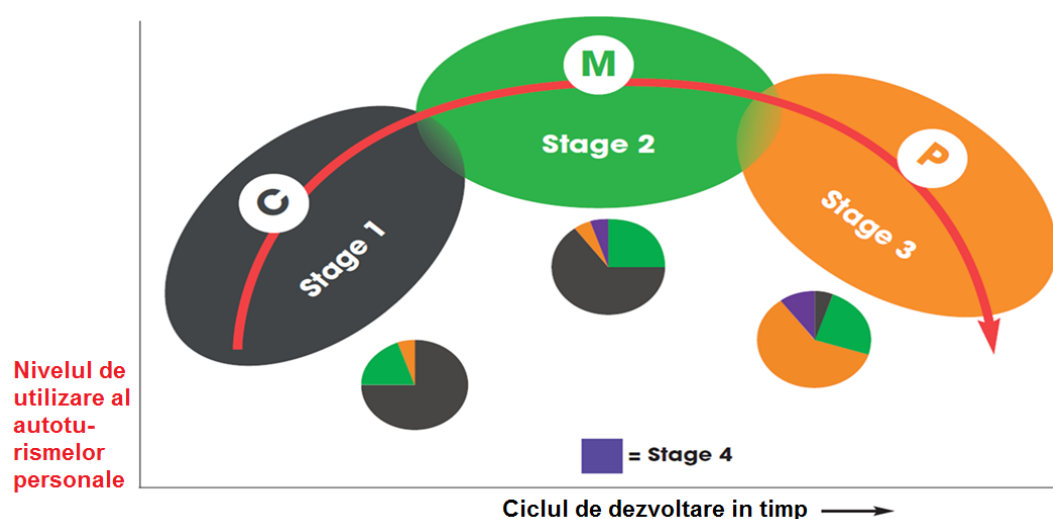 M
Stage 2
C
Stage 1
P
Stage 3
Nivelul de
utilizare al
autotu-
rismelor
personale
= Stage 4
Ciclul de dezvoltare in timp